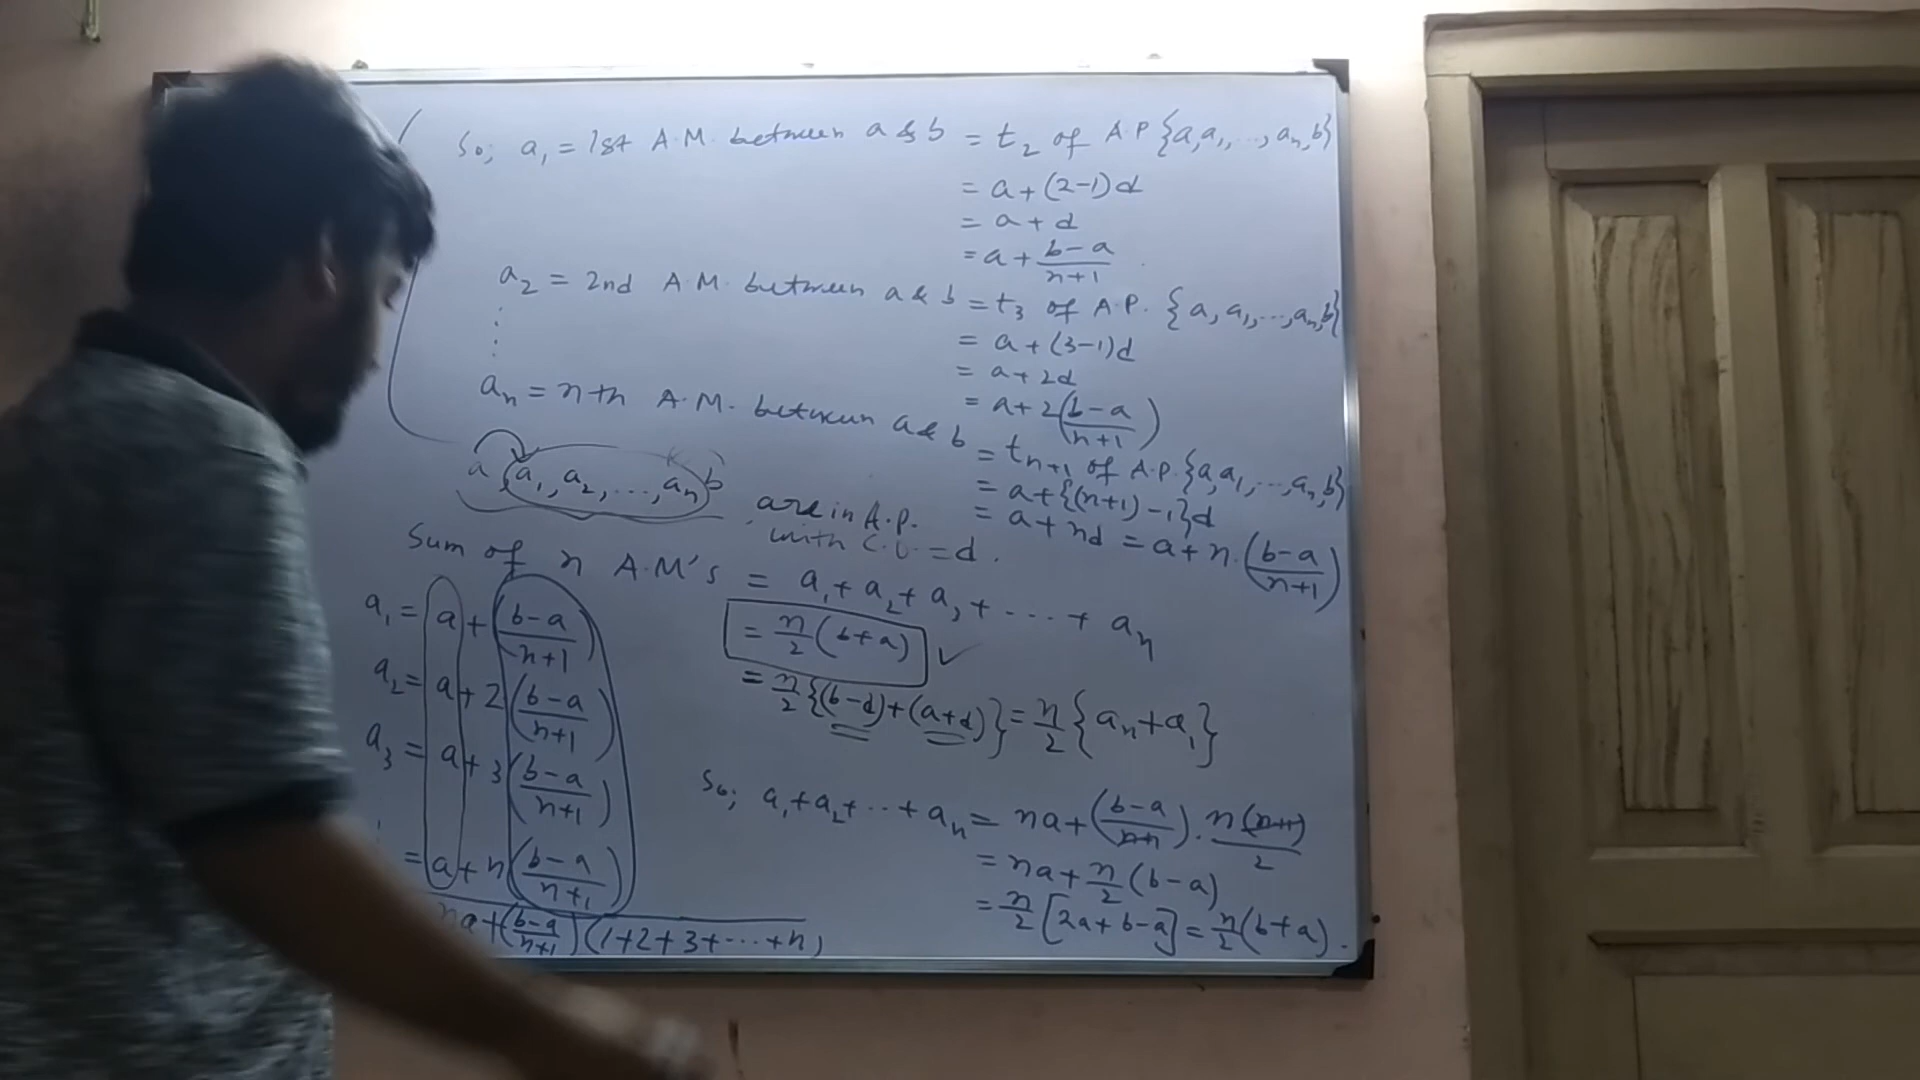 So; a₁ = 1st A.M. between a & b = t₂ of A.P {a, a₁, ..., aₙ, b}
= a + (2-1)d
= a + d
= a + (b-a)/(n+1)
a₂ = 2nd A.M. between a & b = t₃ of A.P. {a, a₁, ..., aₙ, b}
= a + (3-1)d
= a + 2d
= a + 2((b-a)/(n+1))
aₙ = nth A.M. between a & b = tₙ₊₁ of A.P. {a, a₁, ..., aₙ, b}
= a + {(n+1)-1}d
= a + nd = a + n.((b-a)/(n+1))
a, a₁, a₂, ..., aₙ, b
are in A.P.
with C.D. = d.
Sum of n A.M's = a₁ + a₂ + a₃ + ... + aₙ
= n/2 (b+a) ✓
= n/2 {(b-d)+(a+d)} = n/2 {aₙ + a₁}
a₁ = a + ((b-a)/(n+1))
a₂ = a + 2((b-a)/(n+1))
a₃ = a + 3((b-a)/(n+1))
= a + n((b-a)/(n+1))
na + ((b-a)/(n+1))(1+2+3+...+n)
So; a₁ + a₂ + ... + aₙ = na + ((b-a)/(n+1)) . n(n+1)/2
= na + n/2 (b-a)
= n/2 [2a + b-a] = n/2 (b+a).